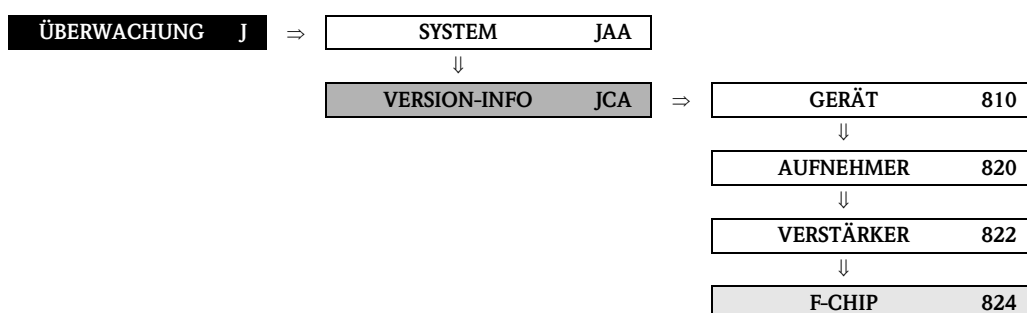 ÜBERWACHUNG J ⇒ SYSTEM JAA
⇓
VERSION-INFO JCA ⇒ GERÄT 810
⇓
AUFNEHMER 820
⇓
VERSTÄRKER 822
⇓
F-CHIP 824